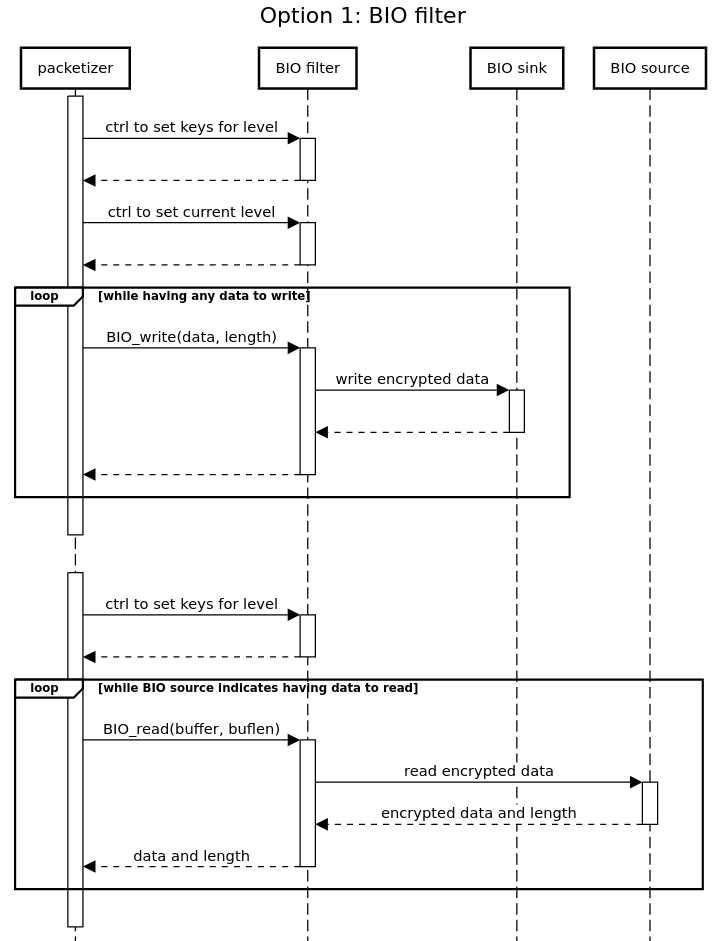 Option 1: BIO filter
packetizer
BIO filter
BIO sink
BIO source
ctrl to set keys for level
ctrl to set current level
loop
[while having any data to write]
BIO_write(data, length)
write encrypted data
ctrl to set keys for level
loop
[while BIO source indicates having data to read]
BIO_read(buffer, buflen)
read encrypted data
encrypted data and length
data and length